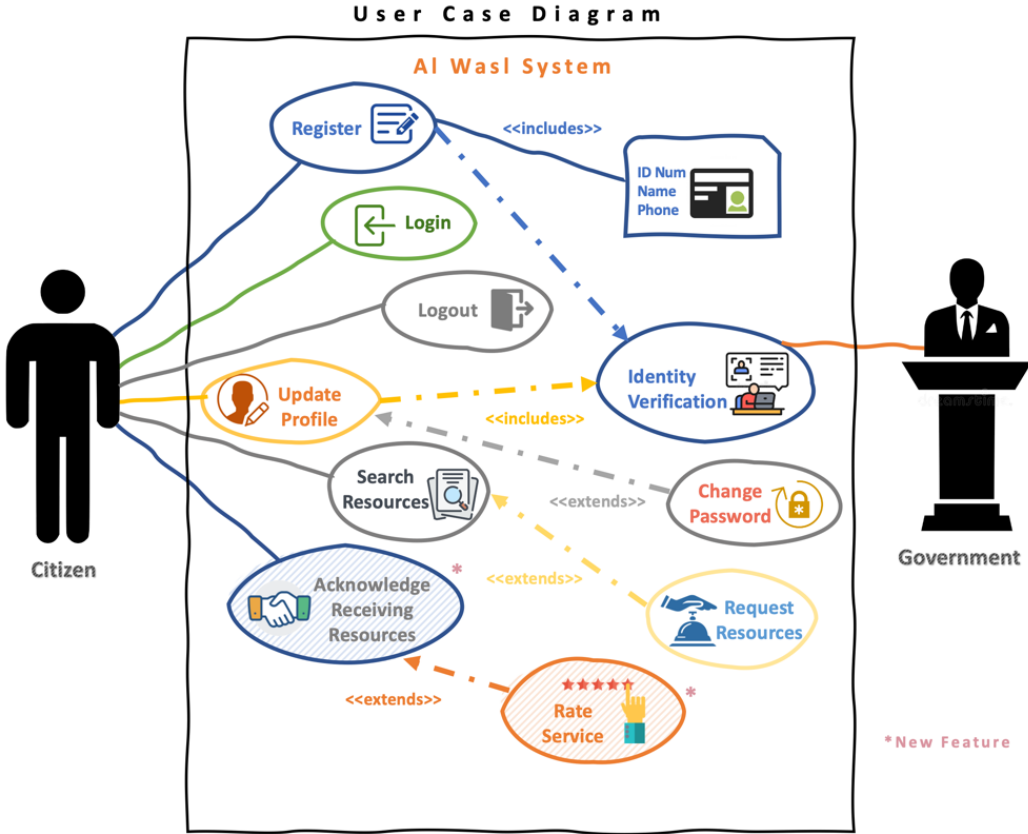 User Case Diagram
Al Wasl System
Register
<<includes>>
ID Num
Name
Phone
Login
Logout
Update
Profile
<<includes>>
Identity
Verification
dreamstime.
Search
Resources
<<extends>>
Change
Password
Citizen
Government
Acknowledge
Receiving
Resources
*
<<extends>>
Request
Resources
<<extends>>
Rate
Service
*
*New Feature